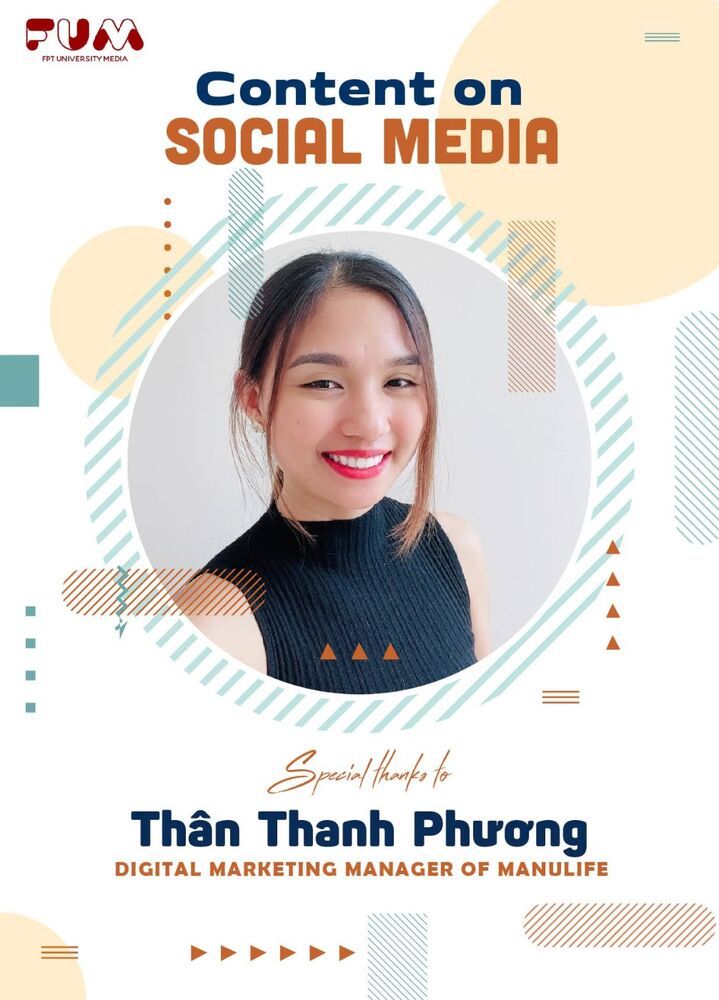 FUM
FPT UNIVERSITY MEDIA
Content on
SOCIAL MEDIA
Special thanks to
Thân Thanh Phương
DIGITAL MARKETING MANAGER OF MANULIFE